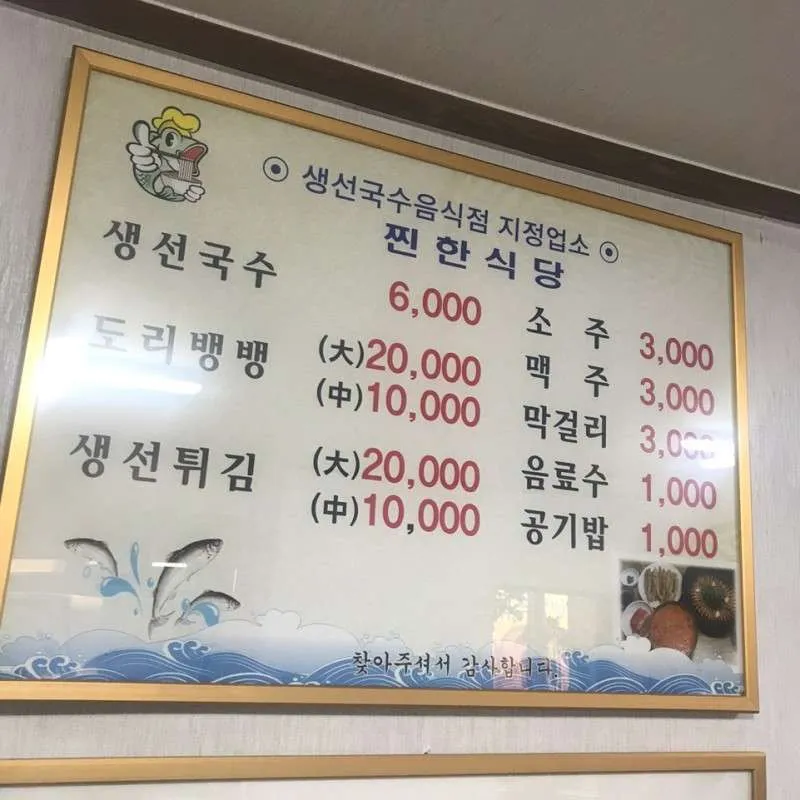 ⊙ 생선국수음식점 지정업소 ⊙
찐한식당
생선국수 6,000
도리뱅뱅 (大)20,000
(中)10,000
생선튀김 (大)20,000
(中)10,000
소주 3,000
맥주 3,000
막걸리 3,000
음료수 1,000
공기밥 1,000
찾아주셔서 감사합니다.